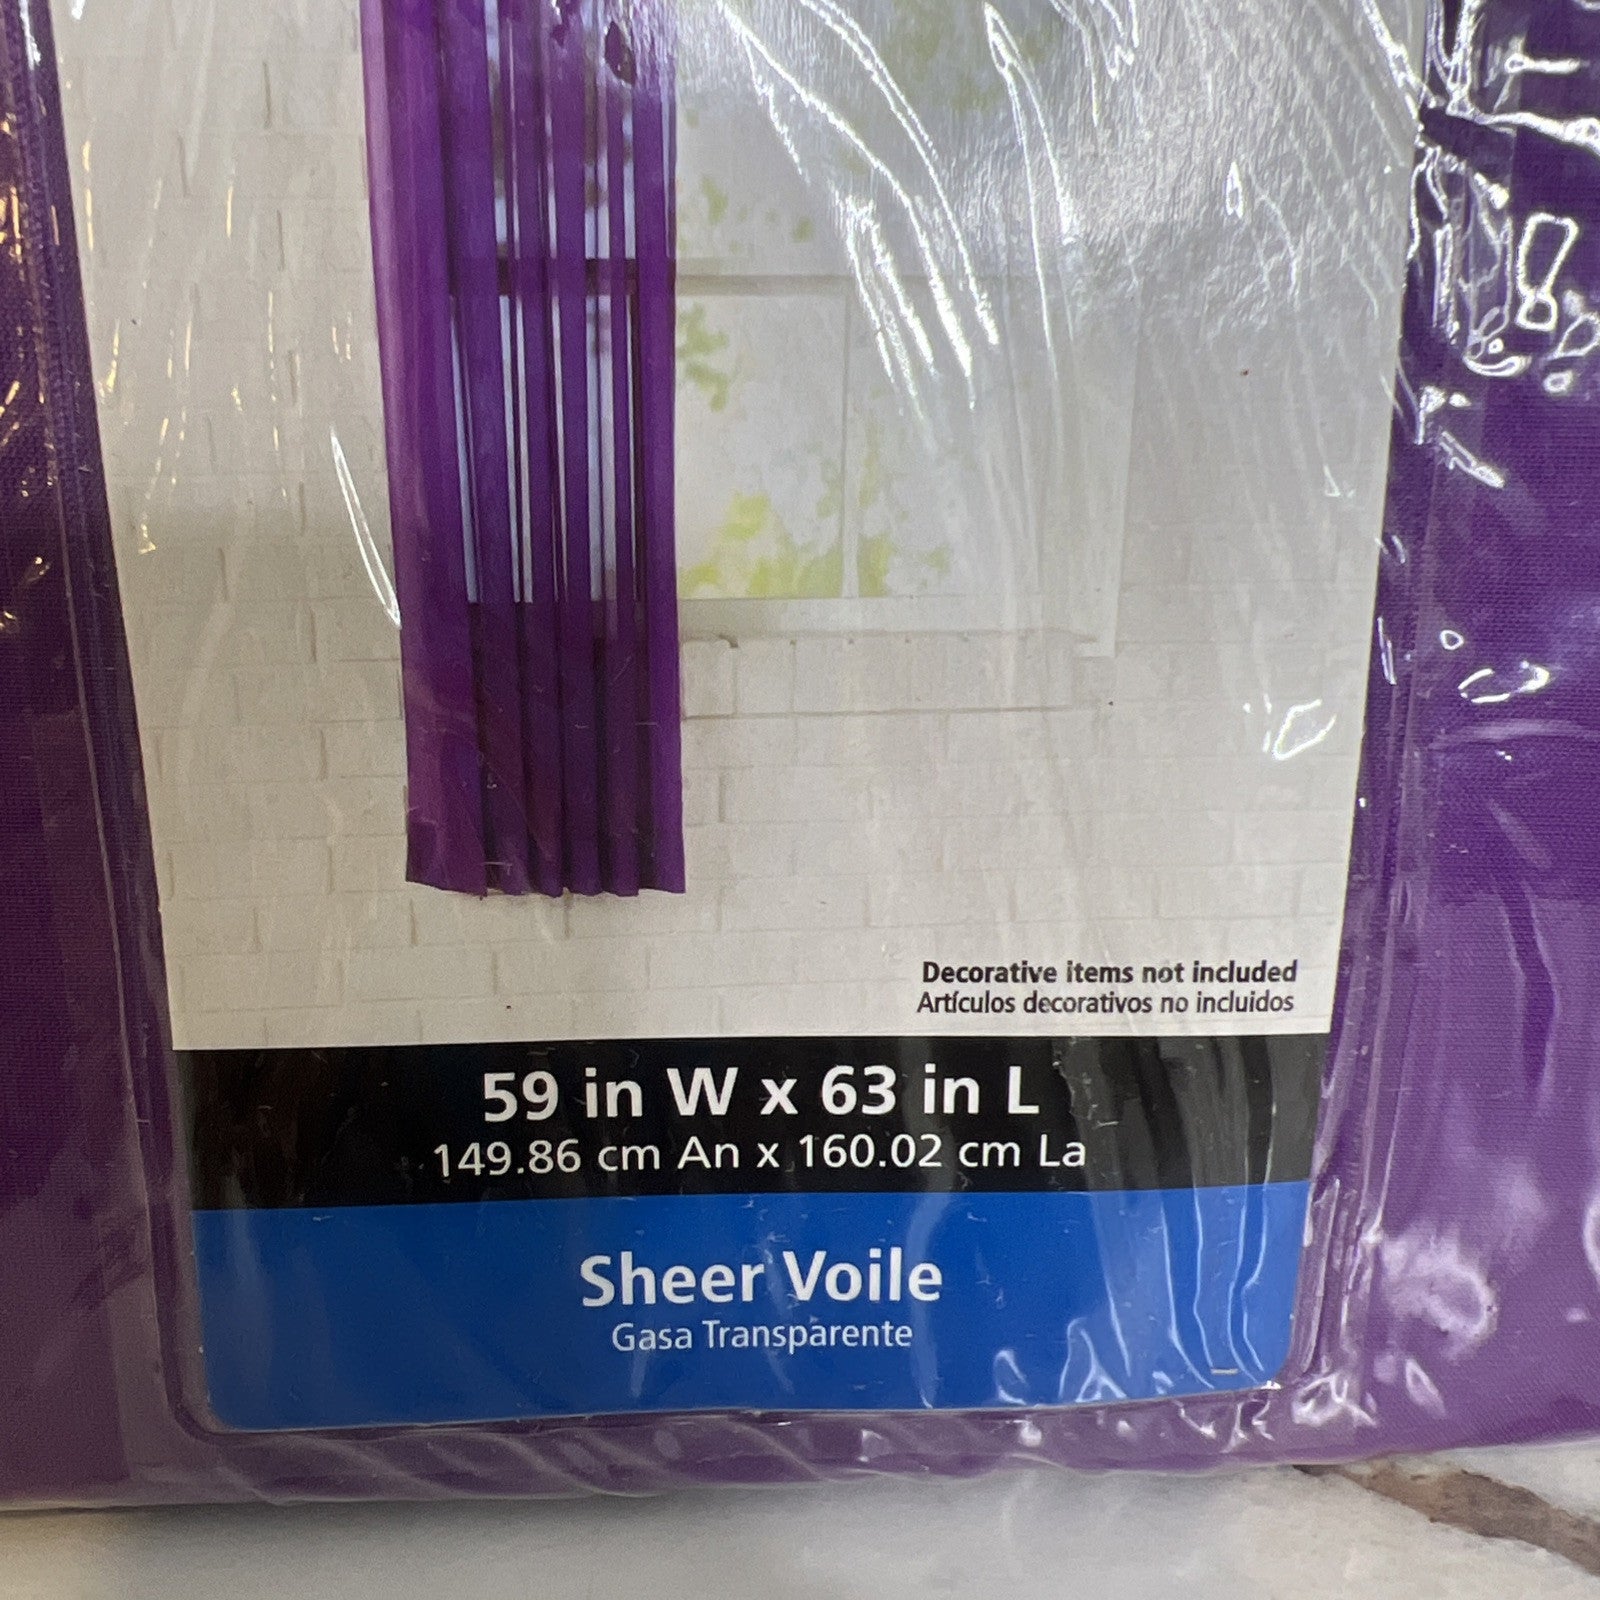 Decorative items not included
Artículos decorativos no incluidos
59 in W x 63 in L
149.86 cm An x 160.02 cm La
Sheer Voile
Gasa Transparente